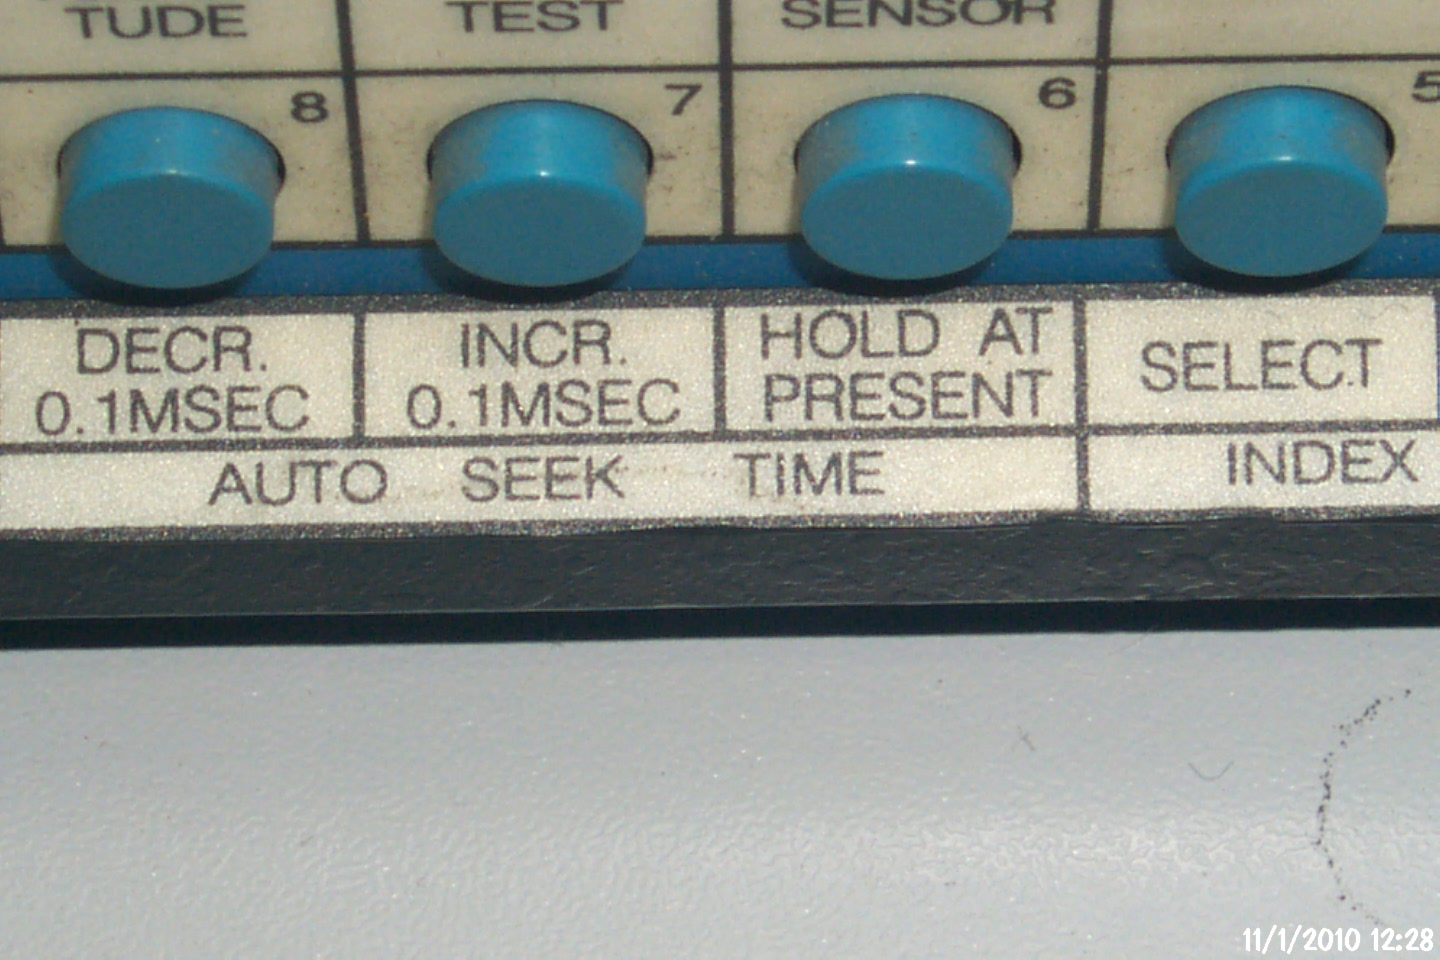 TUDE TEST SENSOR
8 7 6 5
DECR. INCR. HOLD AT SELECT
0.1MSEC 0.1MSEC PRESENT
AUTO SEEK TIME INDEX
11/1/2010 12:28